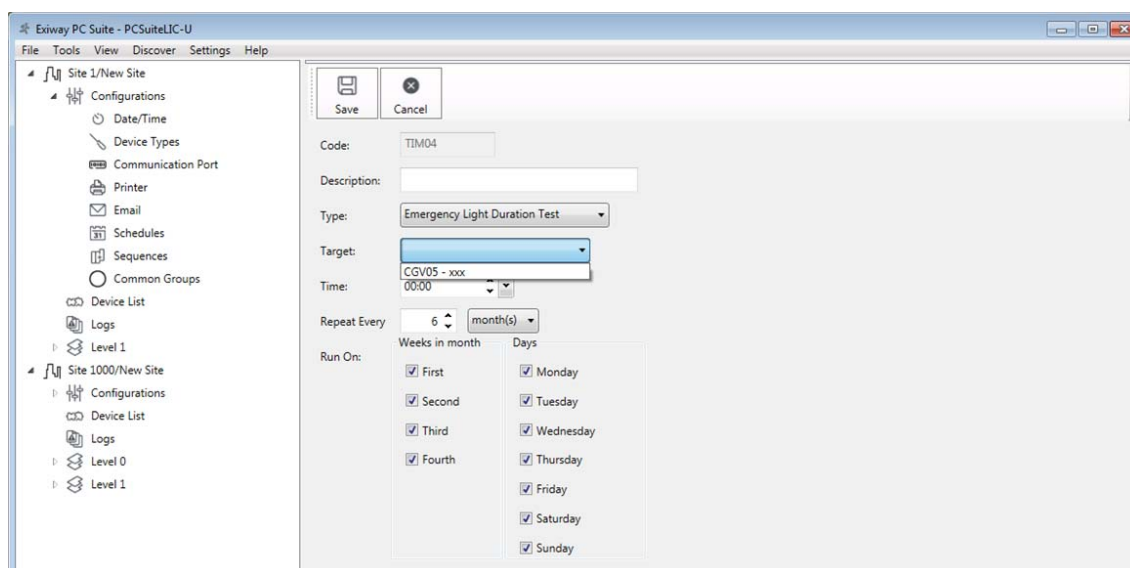 Exiway PC Suite - PCSuiteLIC-U
File Tools View Discover Settings Help
Site 1/New Site
Configurations
Date/Time
Device Types
Communication Port
Printer
Email
31 Schedules
Sequences
Common Groups
Device List
Logs
Level 1
Site 1000/New Site
Configurations
Device List
Logs
Level 0
Level 1
Save Cancel
Code: TIM04
Description:
Type: Emergency Light Duration Test
Target:
CGV05 - xxx
Time: 00:00
Repeat Every 6 month(s)
Run On:
Weeks in month
First
Second
Third
Fourth
Days
Monday
Tuesday
Wednesday
Thursday
Friday
Saturday
Sunday